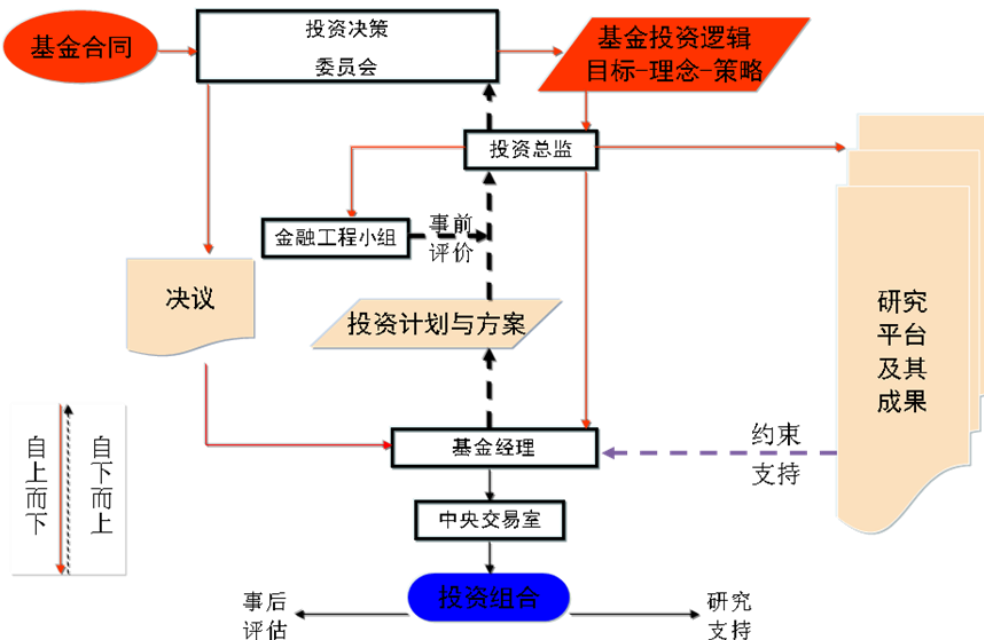 基金合同
投资决策
委员会
基金投资逻辑
目标-理念-策略
投资总监
金融工程小组
事前
评价
决议
投资计划与方案
研究
平台
及其
成果
自上而下
自下而上
基金经理
约束
支持
中央交易室
投资组合
事后
评估
研究
支持